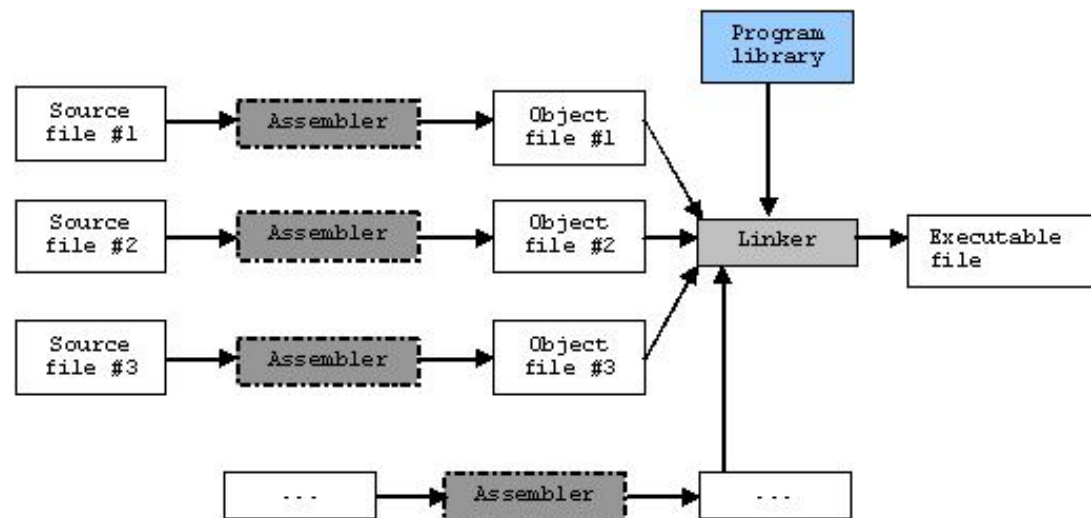 Program
library
Source
file #1
Assembler
Object
file #1
Source
file #2
Assembler
Object
file #2
Linker
Executable
file
Source
file #3
Assembler
Object
file #3
...
Assembler
...